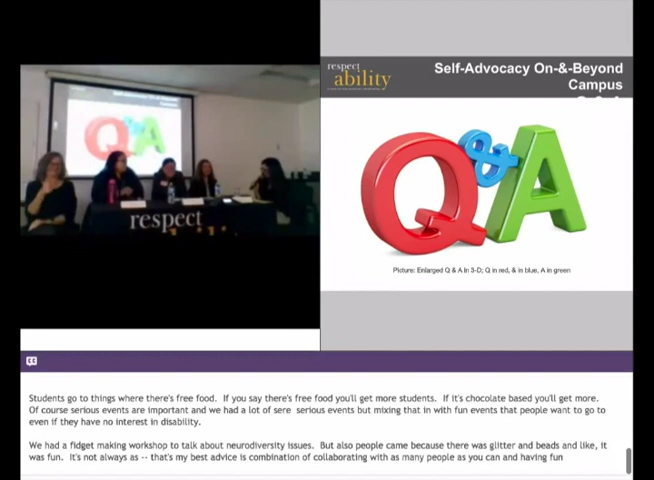 Q&A
respect
respect
ability
Self-Advocacy On-&-Beyond
Campus
Q&A
Picture: Enlarged Q & A In 3-D; Q in red, & in blue, A in green
Students go to things where there's free food. If you say there's free food you'll get more students. If it's chocolate based you'll get more.
Of course serious events are important and we had a lot of sere serious events but mixing that in with fun events that people want to go to
even if they have no interest in disability.
We had a fidget making workshop to talk about neurodiversity issues. But also people came because there was glitter and beads and like, it
was fun. It's not always as -- that's my best advice is combination of collaborating with as many people as you can and having fun